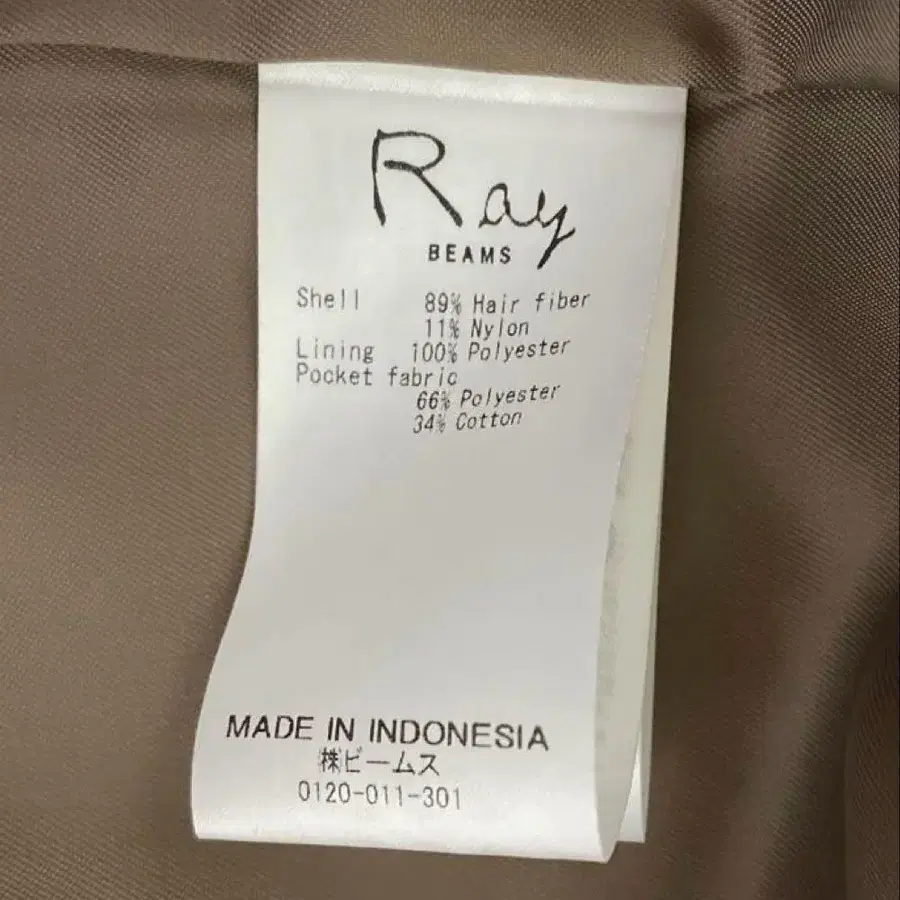 Ray
BEAMS
Shell 89% Hair fiber
11% Nylon
Lining 100% Polyester
Pocket fabric
66% Polyester
34% Cotton
MADE IN INDONESIA
㈱ビームス
0120-011-301